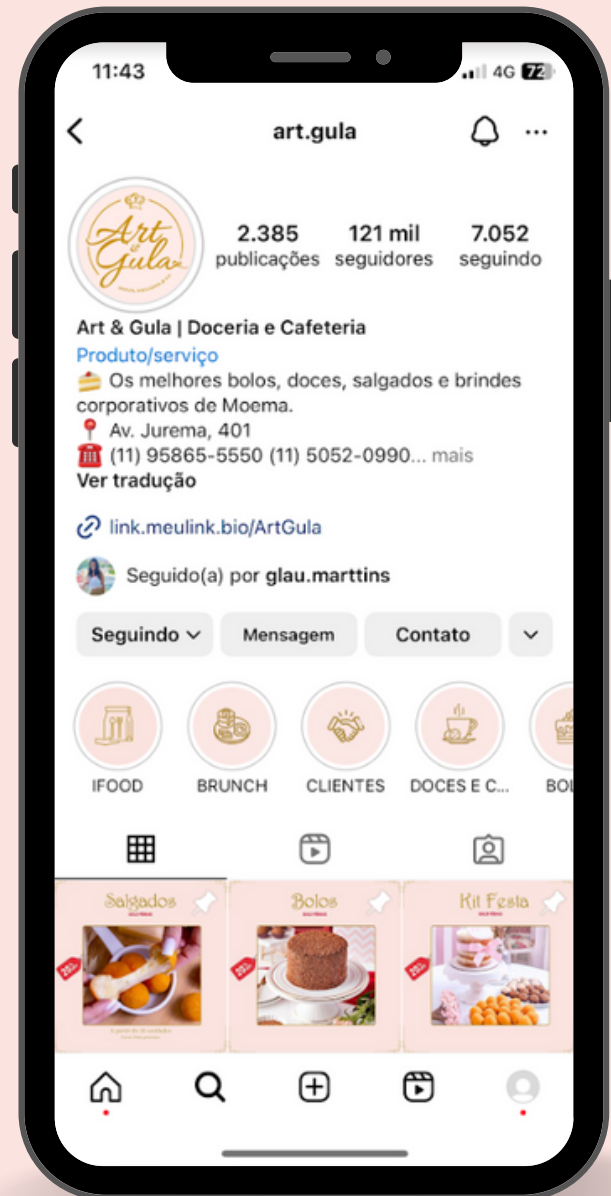 11:43
4G 72
art.gula
Art
&
Gula
2.385 121 mil 7.052
publicações seguidores seguindo
Art & Gula | Doceria e Cafeteria
Produto/serviço
Os melhores bolos, doces, salgados e brindes
corporativos de Moema.
Av. Jurema, 401
(11) 95865-5550 (11) 5052-0990... mais
Ver tradução
link.meulink.bio/ArtGula
Seguido(a) por glau.marttins
Seguindo Mensagem Contato
IFOOD BRUNCH CLIENTES DOCES E C... BOL
Salgados Bolos Kit Festa